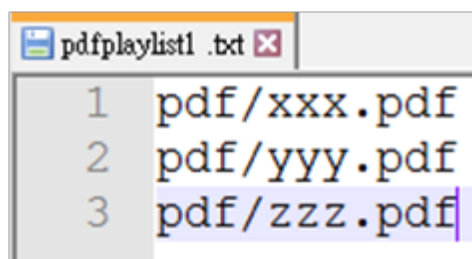 pdfplaylist1 .txt
1 pdf/xxx.pdf
2 pdf/yyy.pdf
3 pdf/zzz.pdf